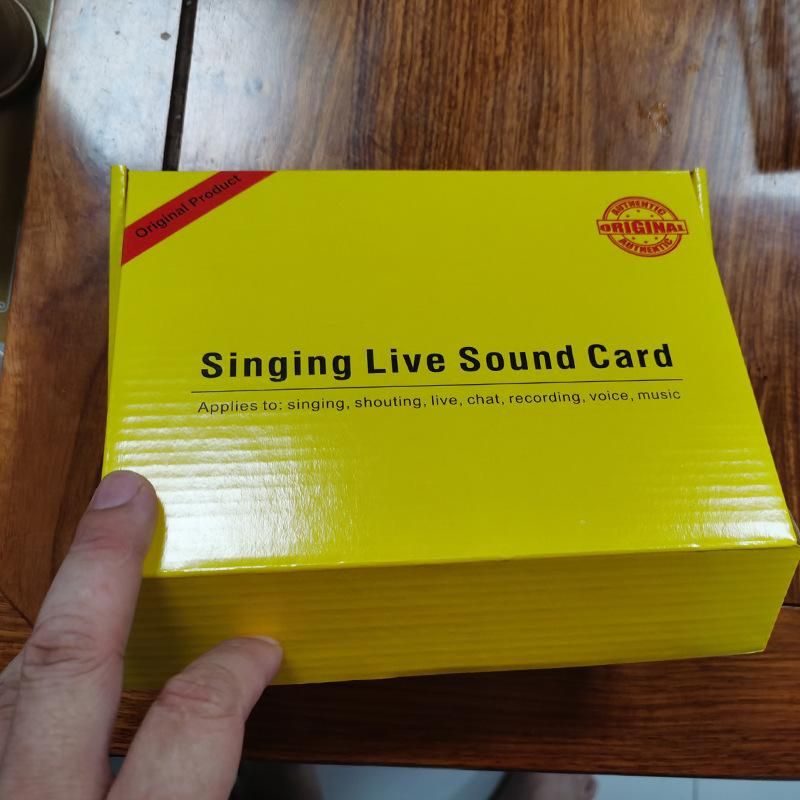 Original Product
AUTHENTIC
ORIGINAL
AUTHENTIC
Singing Live Sound Card
Applies to: singing, shouting, live, chat, recording, voice, music